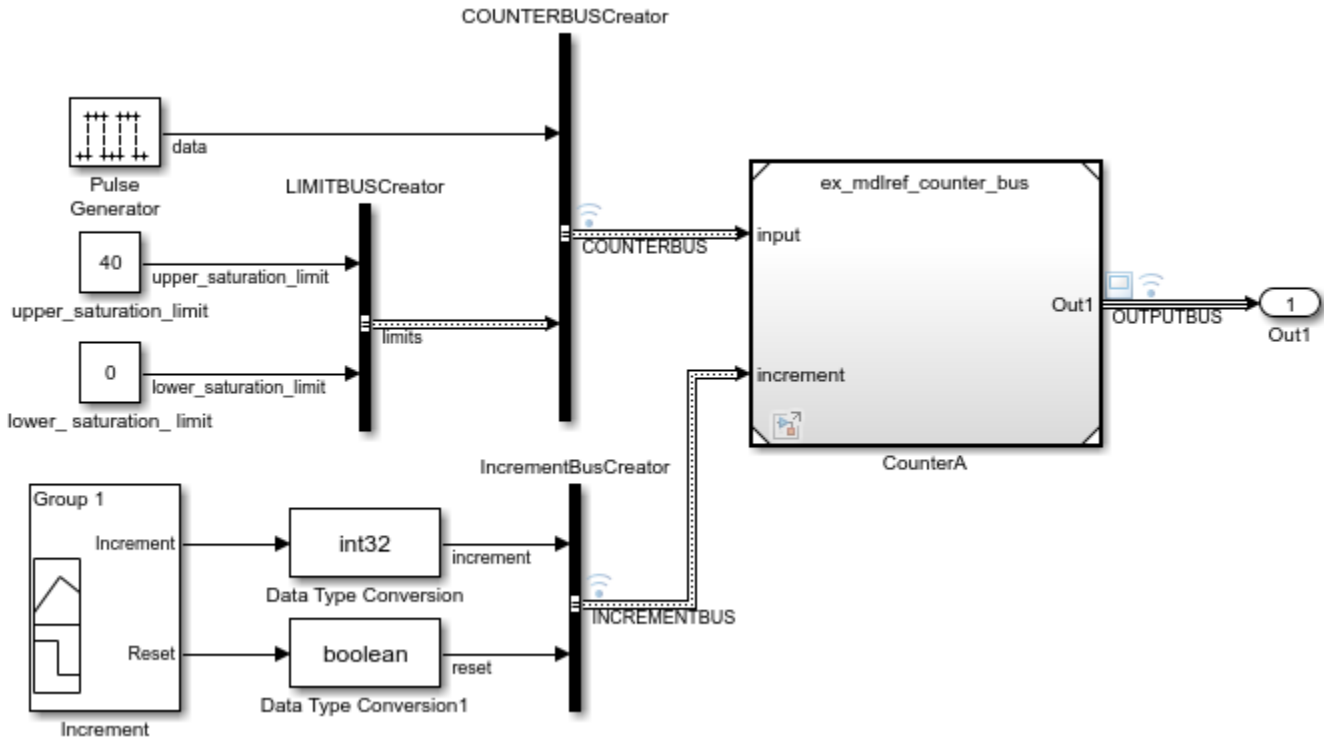 COUNTERBUSCreator
data
Pulse
Generator
LIMITBUSCreator
40
upper_saturation_limit
upper_saturation_limit
limits
0
lower_saturation_limit
lower_ saturation_ limit
COUNTERBUS
ex_mdlref_counter_bus
input
Out1
increment
CounterA
OUTPUTBUS
1
Out1
IncrementBusCreator
Group 1
Increment
int32
increment
Data Type Conversion
INCREMENTBUS
Reset
boolean
reset
Data Type Conversion1
Increment